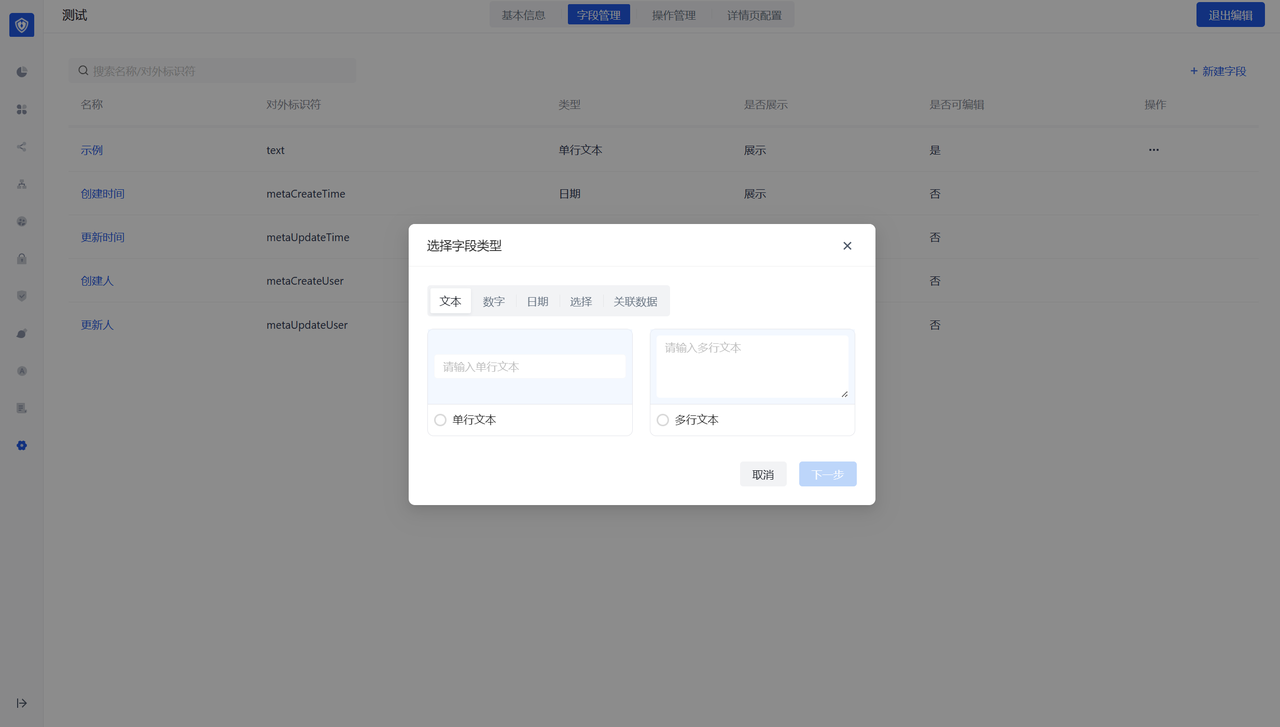 测试
基本信息 字段管理 操作管理 详情页配置
退出编辑
搜索名称/对外标识符
+ 新建字段
名称 对外标识符 类型 是否展示 是否可编辑 操作
示例 text 单行文本 展示 是 ···
创建时间 metaCreateTime 日期 展示 否
更新时间 metaUpdateTime 否
创建人 metaCreateUser 否
更新人 metaUpdateUser 否
选择字段类型
文本 数字 日期 选择 关联数据
请输入单行文本
请输入多行文本
单行文本 多行文本
取消 下一步